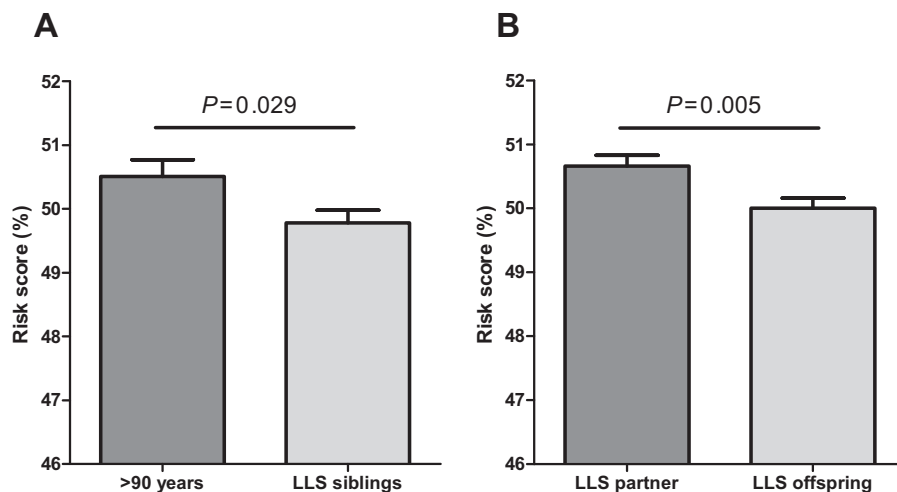 A
Risk score (%)
52
51
50
49
48
47
46
P=0.029
>90 years
LLS siblings
B
Risk score (%)
52
51
50
49
48
47
46
P=0.005
LLS partner
LLS offspring